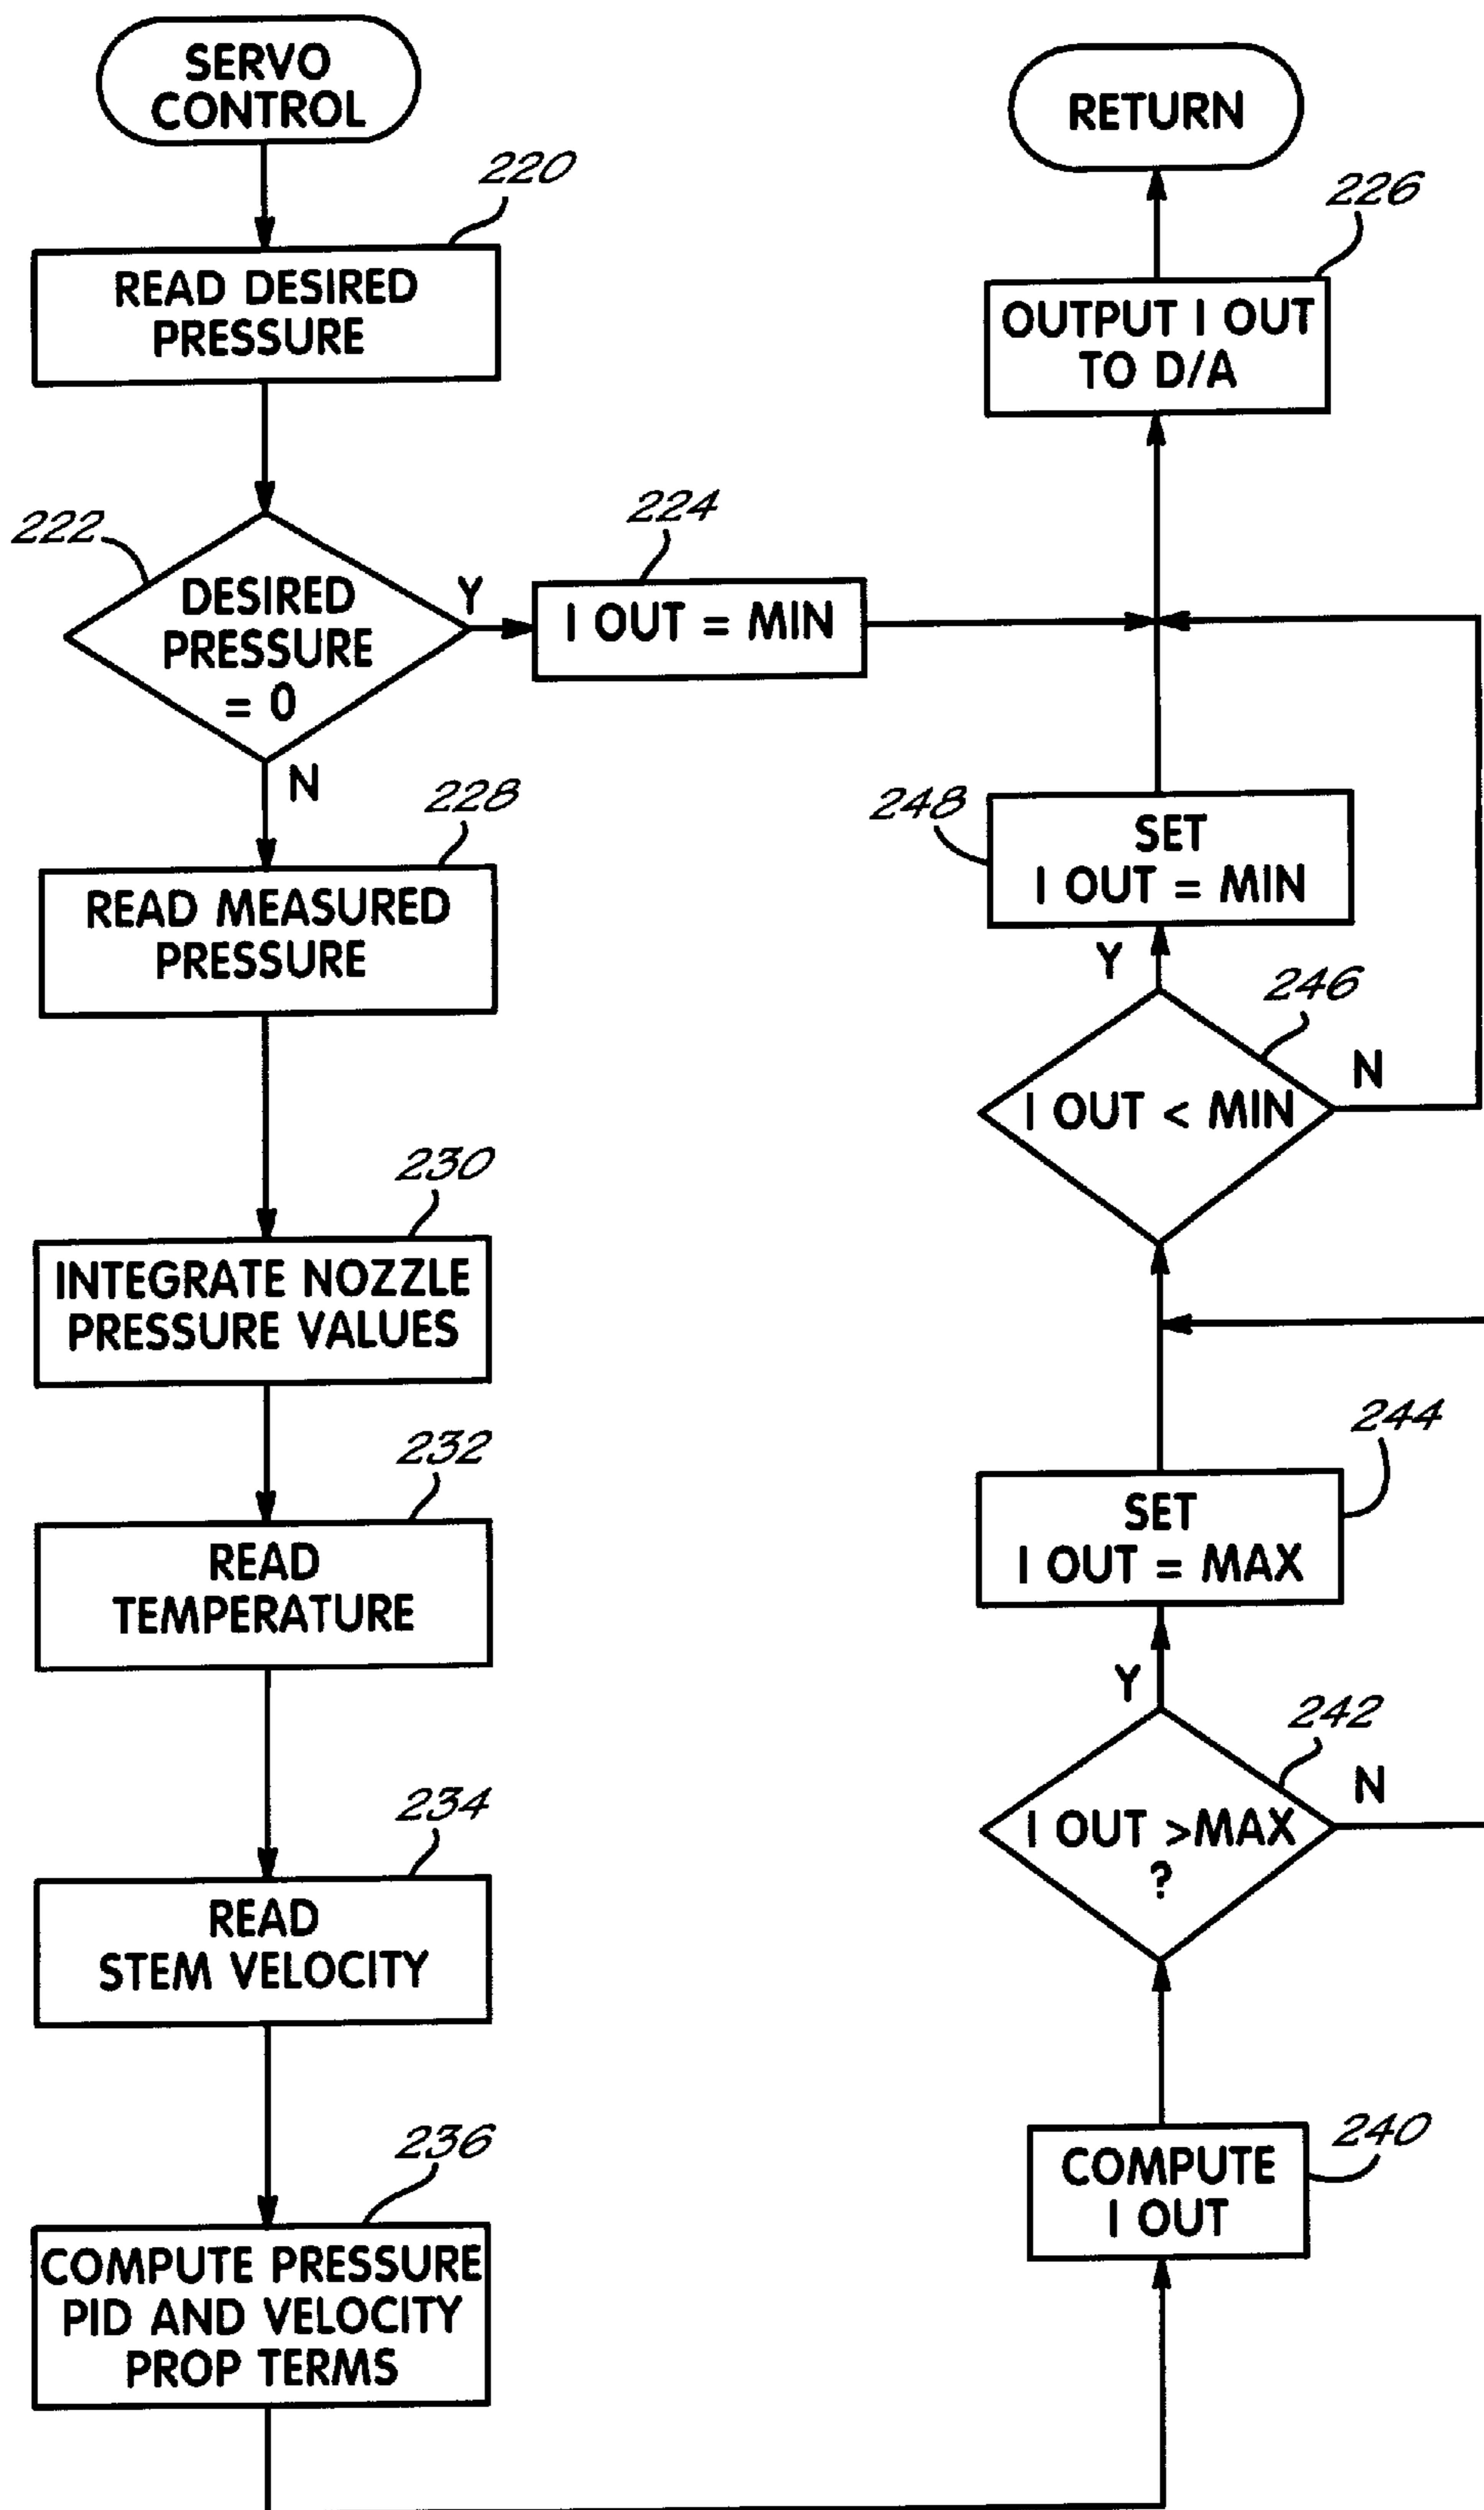 SERVO
CONTROL
220
READ DESIRED
PRESSURE
222
DESIRED
PRESSURE
= 0
Y
N
224
I OUT = MIN
228
READ MEASURED
PRESSURE
230
INTEGRATE NOZZLE
PRESSURE VALUES
232
READ
TEMPERATURE
234
READ
STEM VELOCITY
236
COMPUTE PRESSURE
PID AND VELOCITY
PROP TERMS
RETURN
226
OUTPUT I OUT
TO D/A
248
SET
I OUT = MIN
Y
246
N
I OUT < MIN
244
SET
I OUT = MAX
Y
242
N
I OUT >MAX
?
240
COMPUTE
I OUT